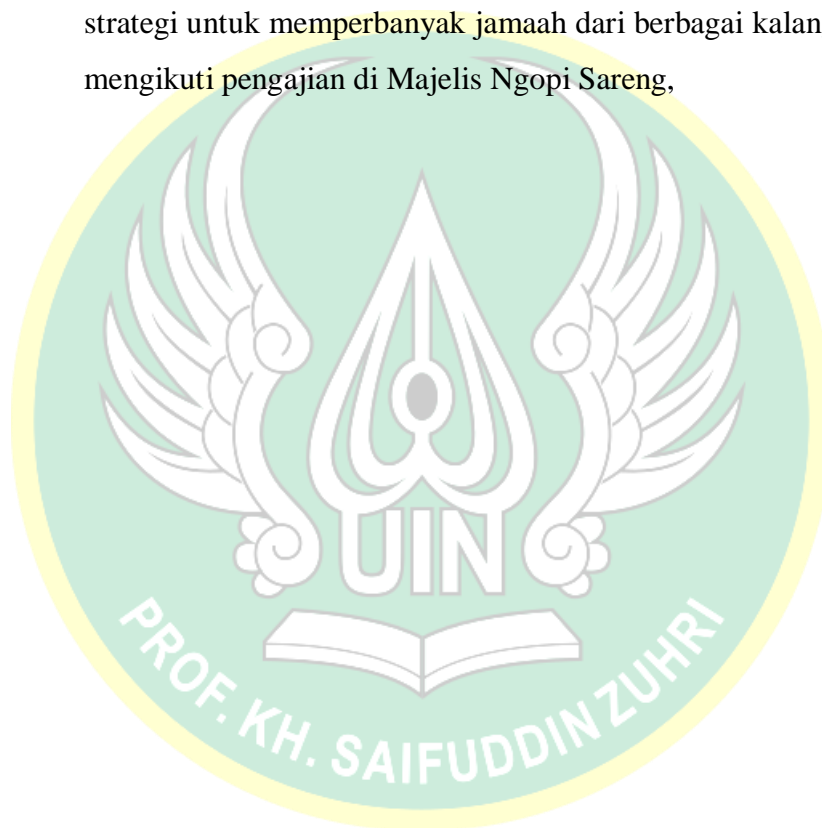 strategi untuk memperbanyak jamaah dari berbagai kalan
mengikuti pengajian di Majelis Ngopi Sareng,
UIN
PROF. KH. SAIFUDDIN ZUHRI